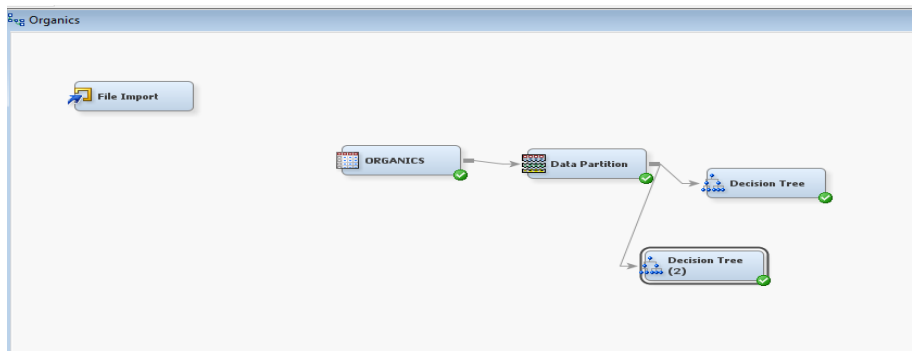 Organics
File Import
ORGANICS
Data Partition
Decision Tree
Decision Tree
(2)